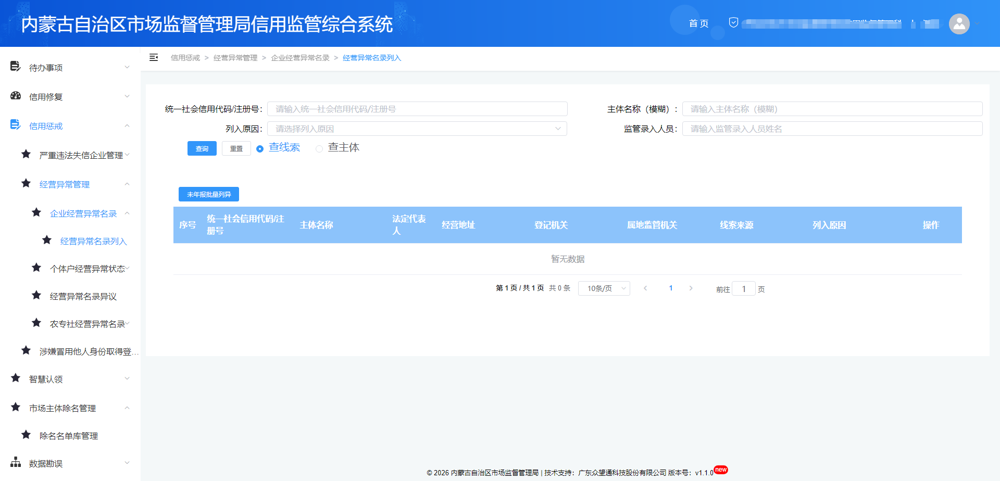 内蒙古自治区市场监督管理局信用监管综合系统
首页
待办事项
信用修复
信用惩戒
严重违法失信企业管理
经营异常管理
企业经营异常名录
经营异常名录列入
个体户经营异常状态
经营异常名录异议
农专社经营异常名录
涉嫌冒用他人身份取得登...
智慧认领
市场主体除名管理
除名名单库管理
数据勘误
信用惩戒 > 经营异常管理 > 企业经营异常名录 > 经营异常名录列入
统一社会信用代码/注册号： 请输入统一社会信用代码/注册号 主体名称（模糊）： 请输入主体名称（模糊）
列入原因： 请选择列入原因 监管录入人员： 请输入监管录入人员姓名
查询 重置 查线索 查主体
未年报批量列异
序号 统一社会信用代码/注册号 主体名称 法定代表人 经营地址 登记机关 属地监管机关 线索来源 列入原因 操作
暂无数据
第 1 页 / 共 1 页 共 0 条 10条/页 < 1 > 前往 1 页
© 2026 内蒙古自治区市场监督管理局 | 技术支持：广东众望通科技股份有限公司 版本号：v1.1.0 new